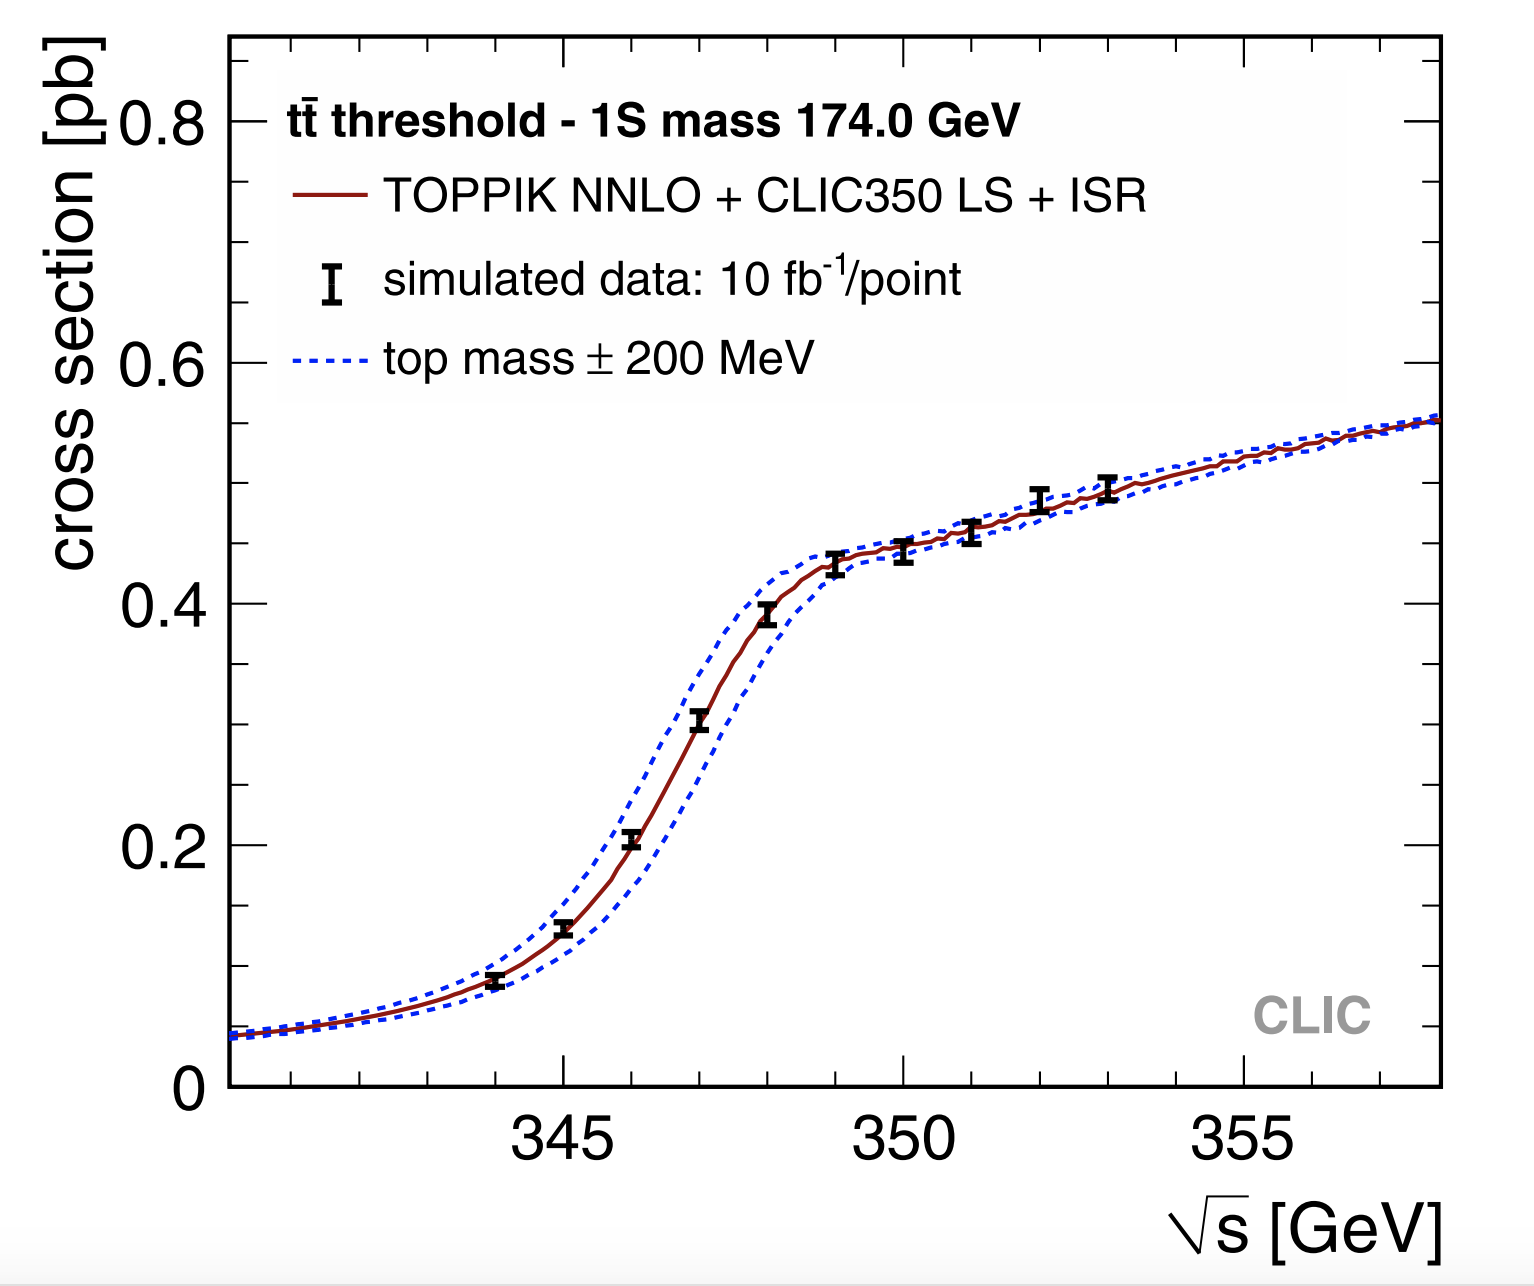 cross section [pb]
tt̄ threshold - 1S mass 174.0 GeV
TOPPIK NNLO + CLIC350 LS + ISR
simulated data: 10 fb⁻¹/point
top mass ± 200 MeV
0.8
0.6
0.4
0.2
0
CLIC
345 350 355
√s [GeV]